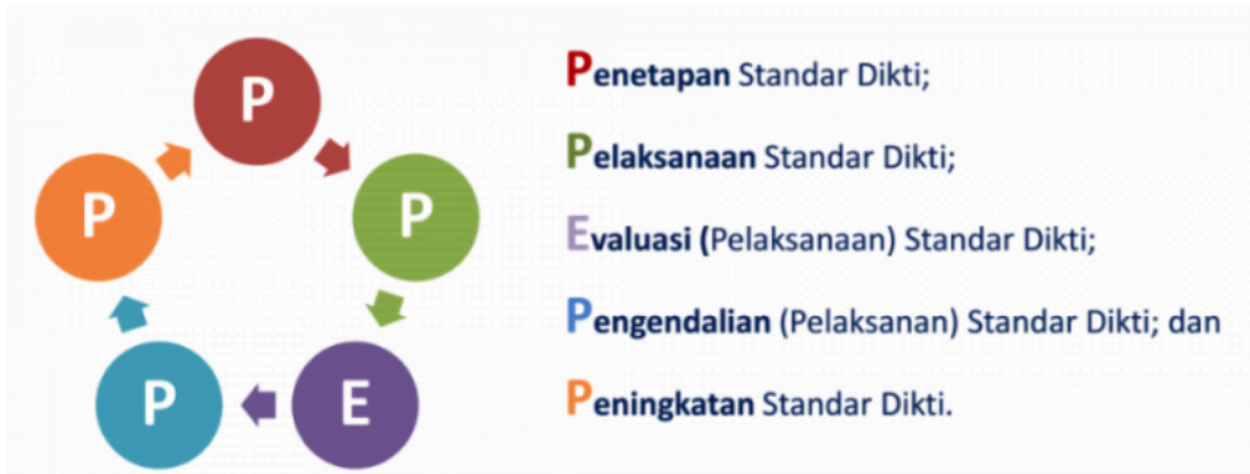 P
P
P
P
E
Penetapan Standar Dikti;
Pelaksanaan Standar Dikti;
Evaluasi (Pelaksanaan) Standar Dikti;
Pengendalian (Pelaksanan) Standar Dikti; dan
Peningkatan Standar Dikti.